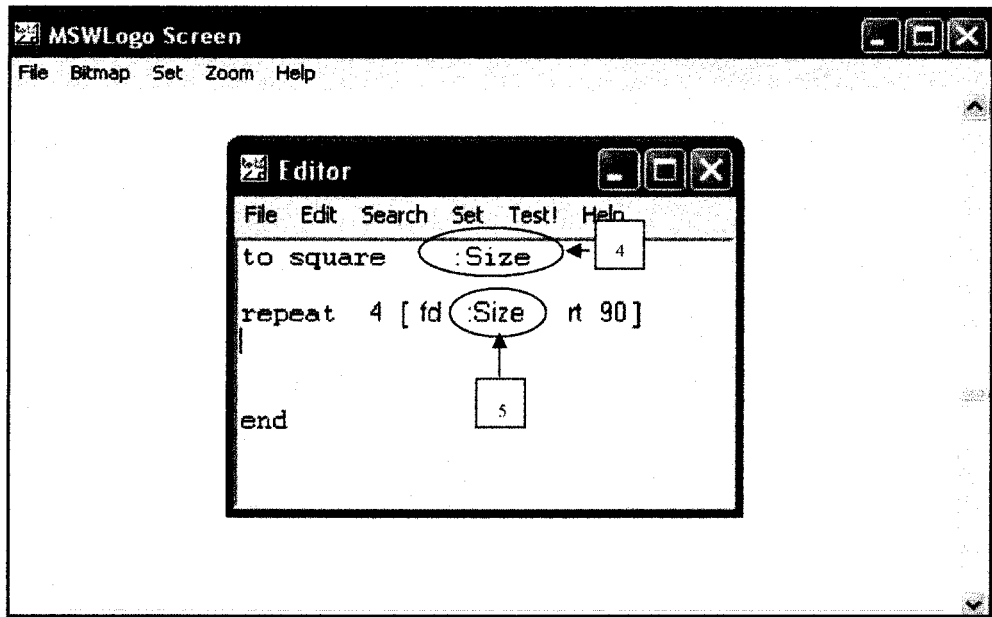 MSWLogo Screen
File Bitmap Set Zoom Help
Editor
File Edit Search Set Test! Help
to square :Size
4
repeat 4 [ fd :Size rt 90]
5
end